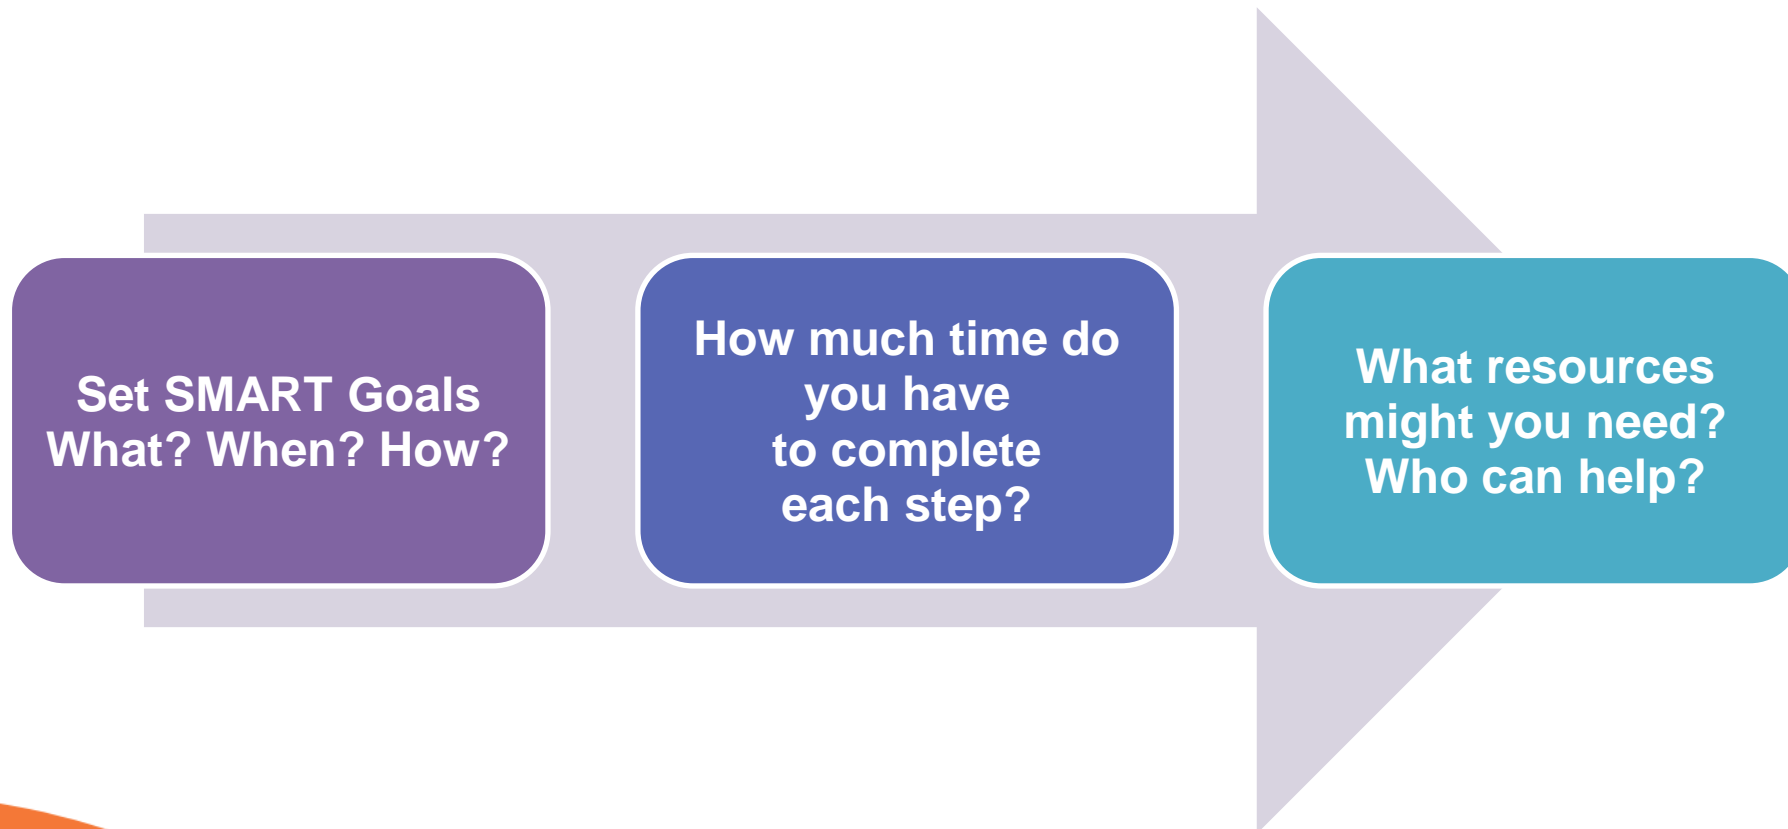 Set SMART Goals
What? When? How?
How much time do
you have
to complete
each step?
What resources
might you need?
Who can help?